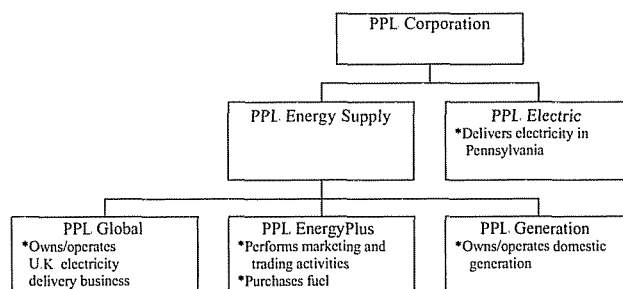 PPL Corporation
PPL Energy Supply
PPL Electric
*Delivers electricity in
Pennsylvania
PPL Global
*Owns/operates
U.K. electricity
delivery business
PPL EnergyPlus
*Performs marketing and
trading activities
*Purchases fuel
PPL Generation
*Owns/operates domestic
generation